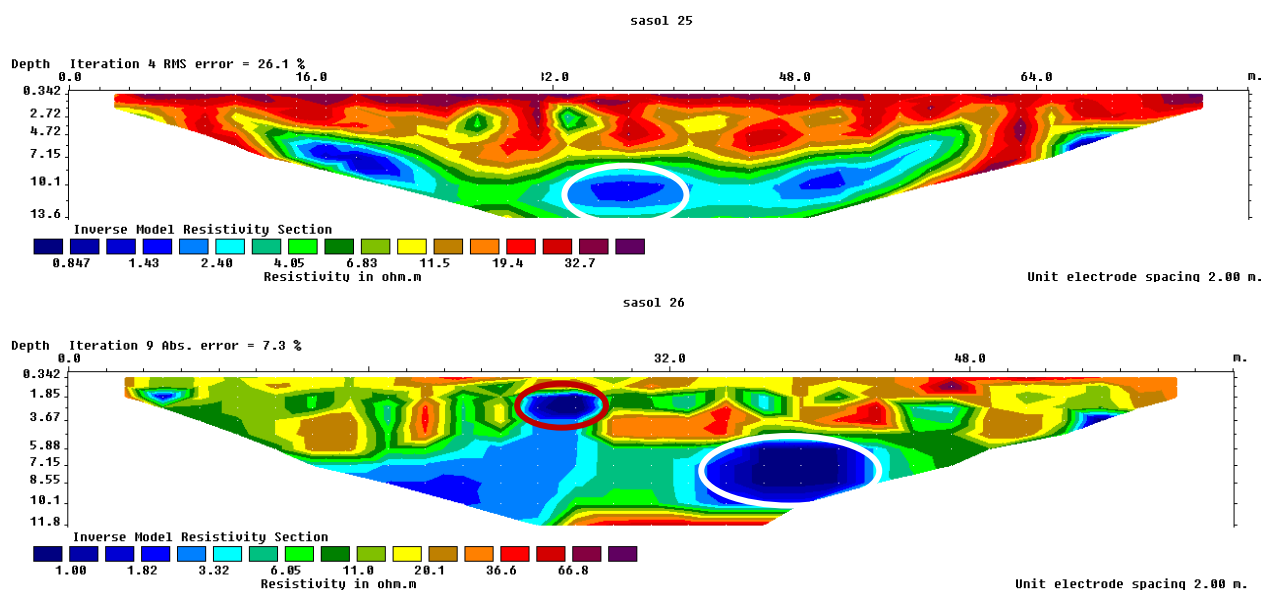 sasol 25
Depth Iteration 4 RMS error = 26.1 %
0.0 16.0 32.0 48.0 64.0 m.
0.342
2.72
4.72
7.15
10.1
13.6
Inverse Model Resistivity Section
0.847 1.43 2.40 4.05 6.83 11.5 19.4 32.7
Resistivity in ohm.m Unit electrode spacing 2.00 m.
sasol 26
Depth Iteration 9 Abs. error = 7.3 %
0.0 32.0 48.0 m.
0.342
1.85
3.67
5.88
7.15
8.55
10.1
11.8
Inverse Model Resistivity Section
1.00 1.82 3.32 6.05 11.0 20.1 36.6 66.8
Resistivity in ohm.m Unit electrode spacing 2.00 m.